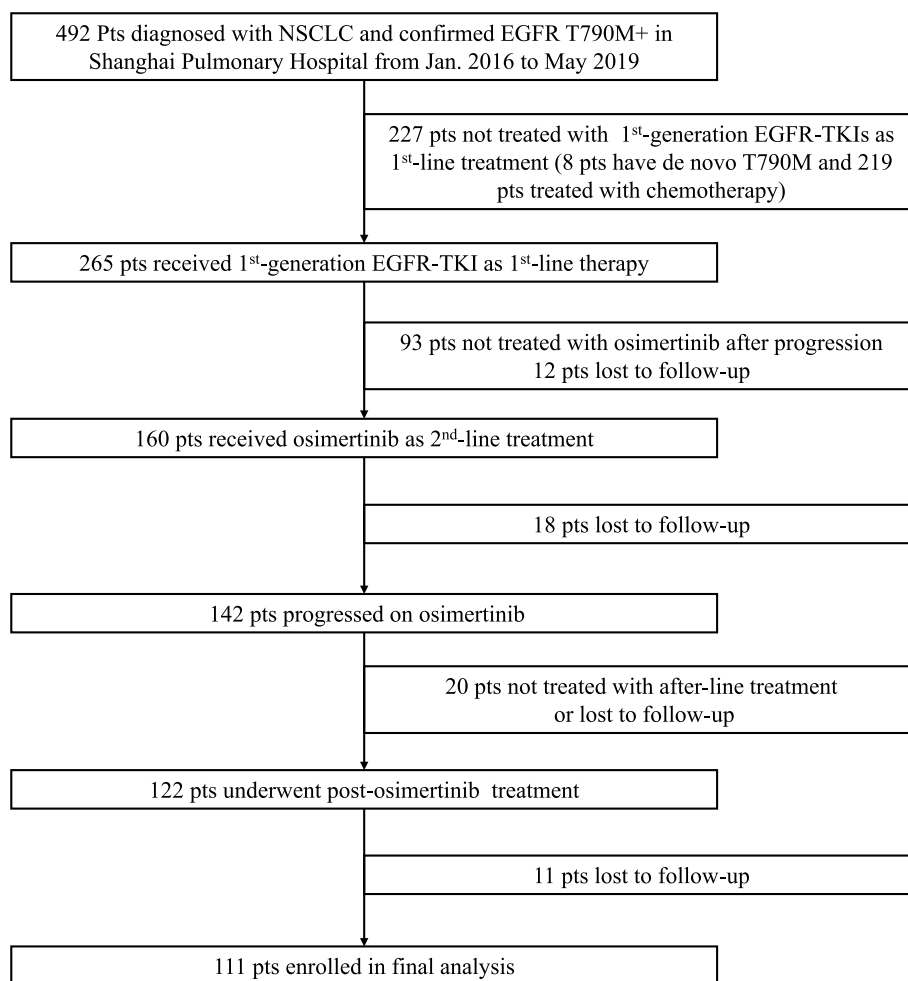 492 Pts diagnosed with NSCLC and confirmed EGFR T790M+ in
Shanghai Pulmonary Hospital from Jan. 2016 to May 2019
227 pts not treated with 1st-generation EGFR-TKIs as
1st-line treatment (8 pts have de novo T790M and 219
pts treated with chemotherapy)
265 pts received 1st-generation EGFR-TKI as 1st-line therapy
93 pts not treated with osimertinib after progression
12 pts lost to follow-up
160 pts received osimertinib as 2nd-line treatment
18 pts lost to follow-up
142 pts progressed on osimertinib
20 pts not treated with after-line treatment
or lost to follow-up
122 pts underwent post-osimertinib treatment
11 pts lost to follow-up
111 pts enrolled in final analysis